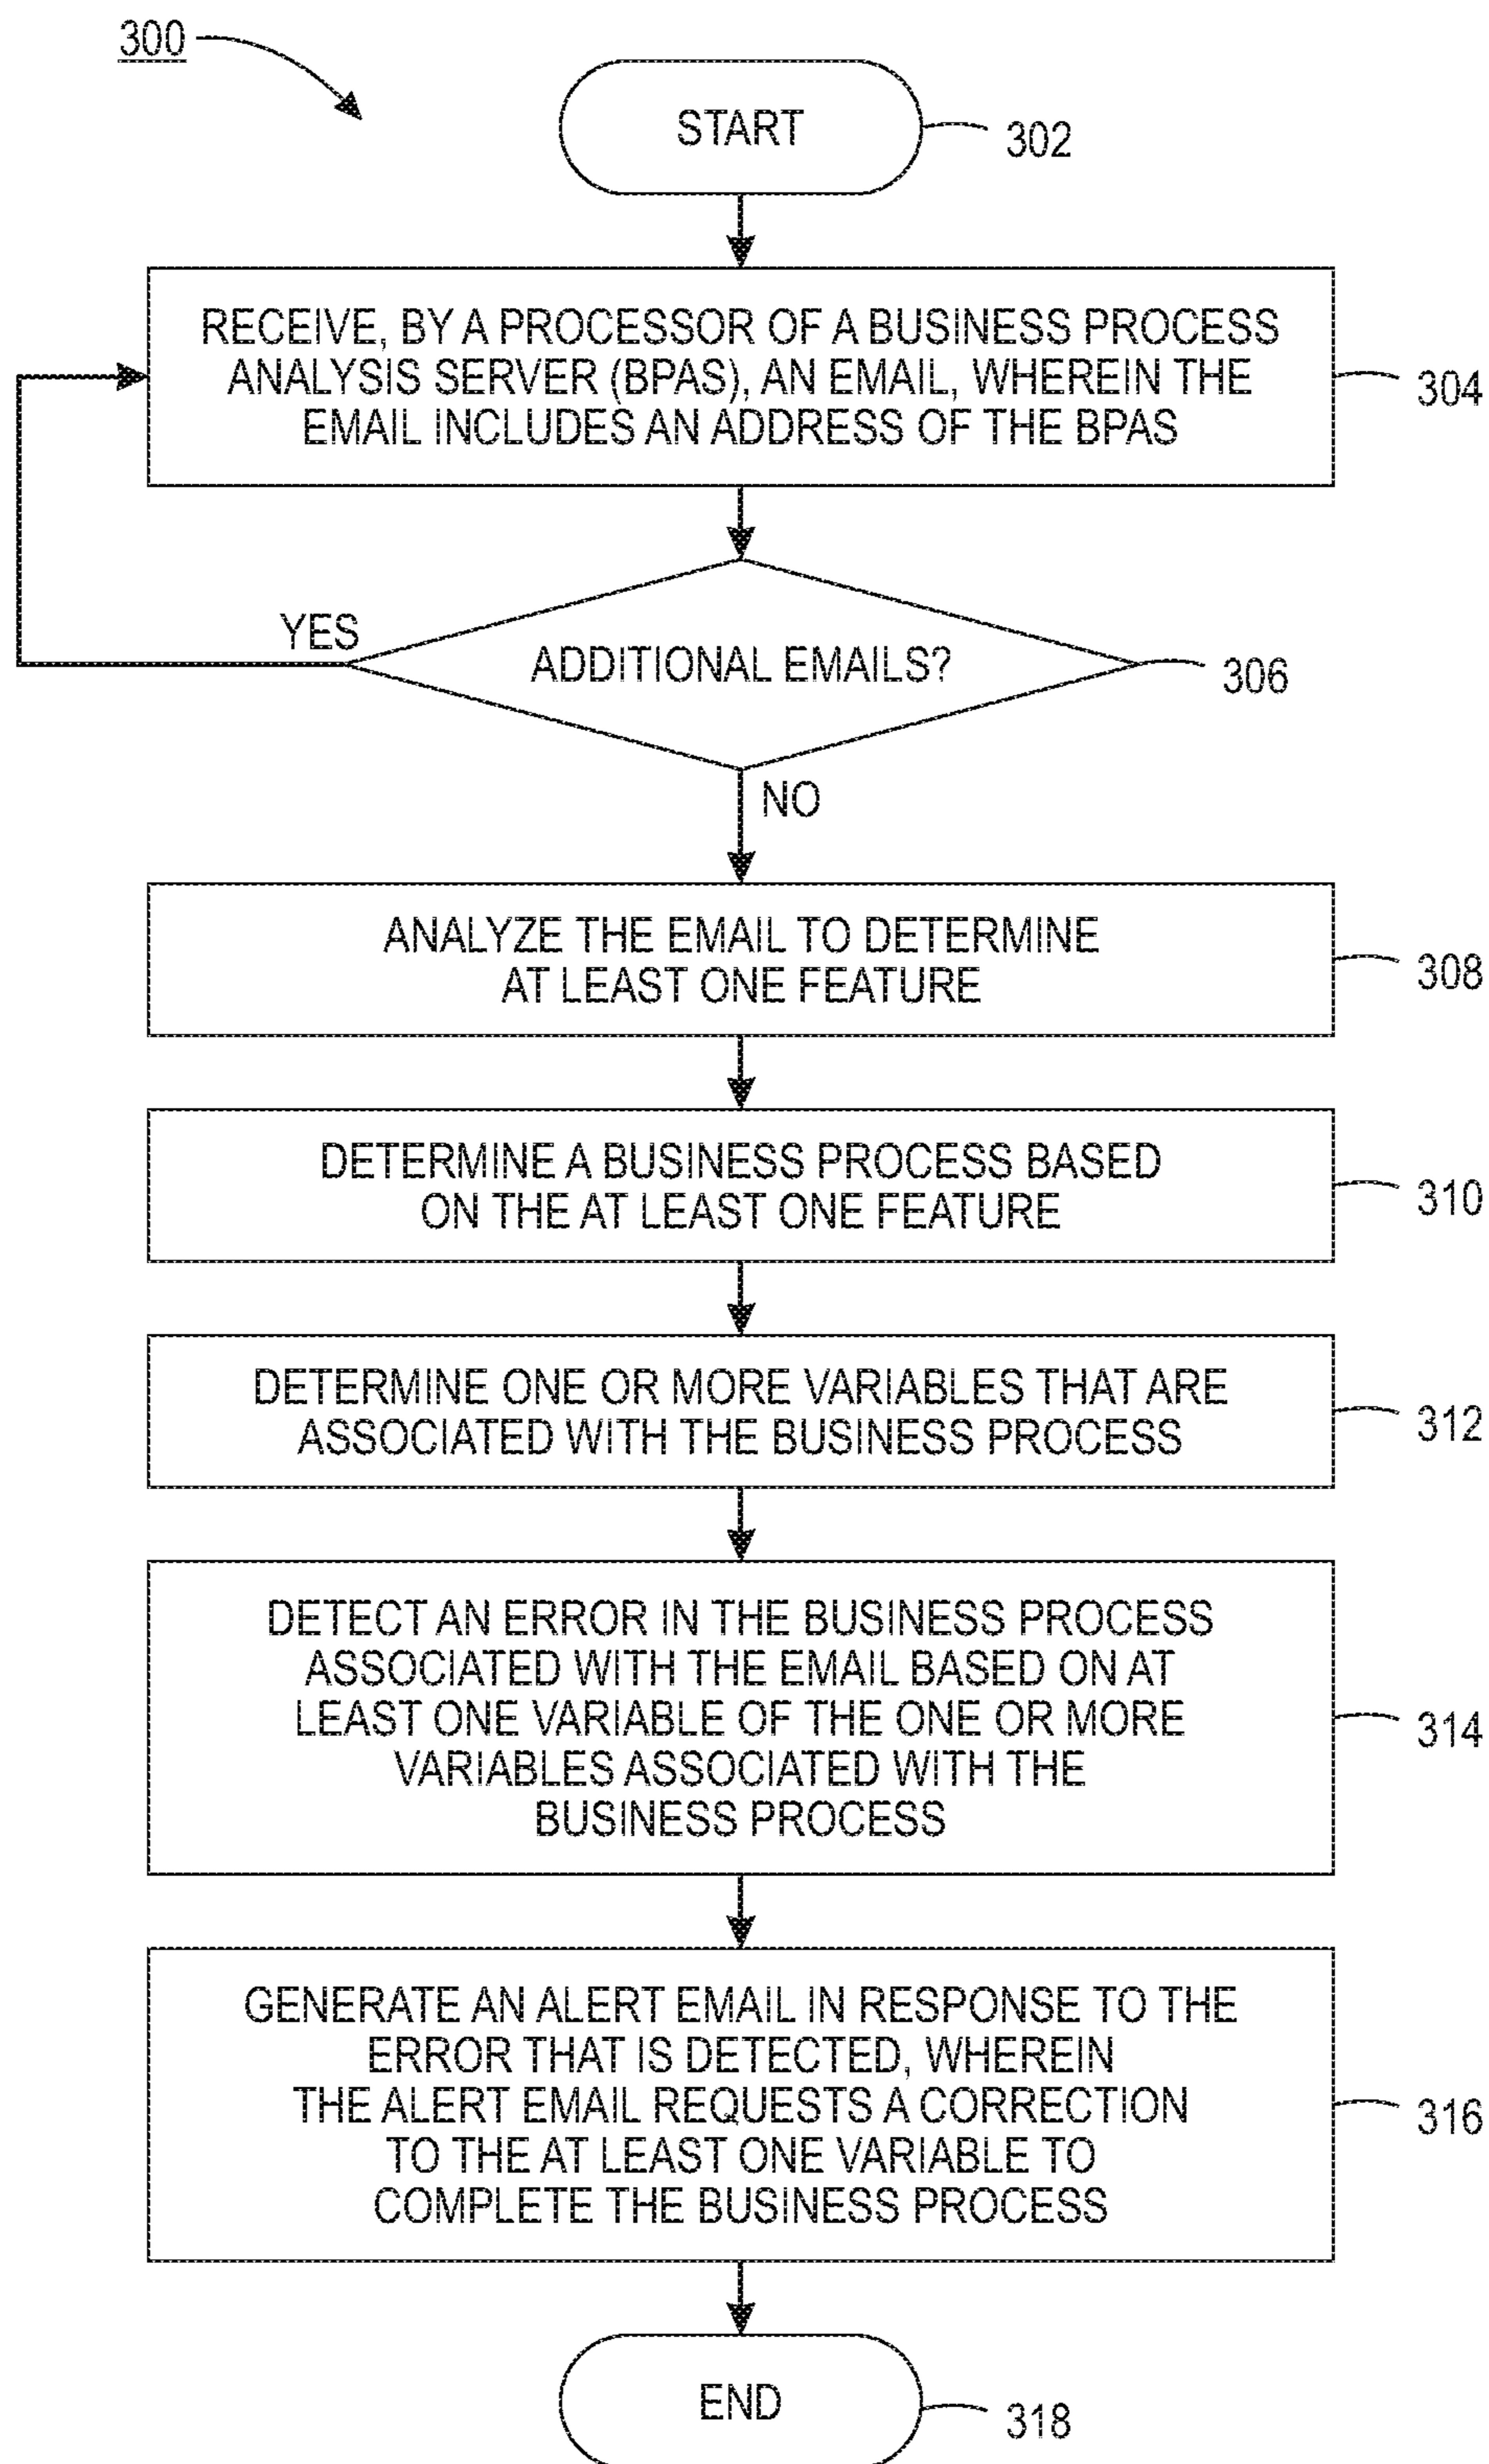 300
START
302
RECEIVE, BY A PROCESSOR OF A BUSINESS PROCESS
ANALYSIS SERVER (BPAS), AN EMAIL, WHEREIN THE
EMAIL INCLUDES AN ADDRESS OF THE BPAS
304
YES
ADDITIONAL EMAILS?
306
NO
ANALYZE THE EMAIL TO DETERMINE
AT LEAST ONE FEATURE
308
DETERMINE A BUSINESS PROCESS BASED
ON THE AT LEAST ONE FEATURE
310
DETERMINE ONE OR MORE VARIABLES THAT ARE
ASSOCIATED WITH THE BUSINESS PROCESS
312
DETECT AN ERROR IN THE BUSINESS PROCESS
ASSOCIATED WITH THE EMAIL BASED ON AT
LEAST ONE VARIABLE OF THE ONE OR MORE
VARIABLES ASSOCIATED WITH THE
BUSINESS PROCESS
314
GENERATE AN ALERT EMAIL IN RESPONSE TO THE
ERROR THAT IS DETECTED, WHEREIN
THE ALERT EMAIL REQUESTS A CORRECTION
TO THE AT LEAST ONE VARIABLE TO
COMPLETE THE BUSINESS PROCESS
316
END
318